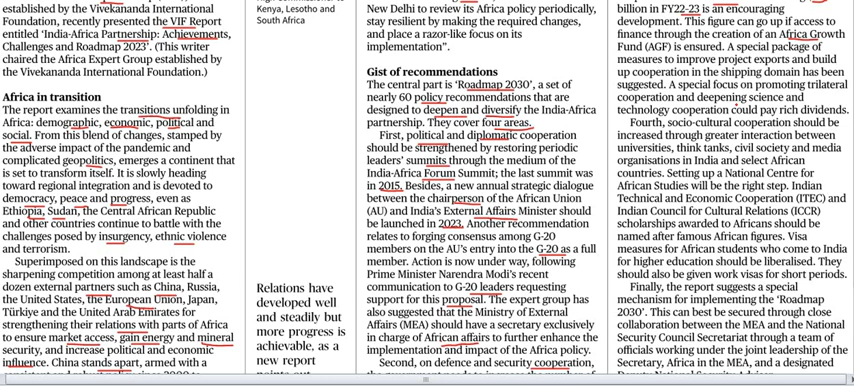 established by the Vivekananda International
Foundation, recently presented the VIF Report
entitled ‘India-Africa Partnership: Achievements,
Challenges and Roadmap 2023’. (This writer
chaired the Africa Expert Group established by
the Vivekananda International Foundation.)
Africa in transition
The report examines the transitions unfolding in
Africa: demographic, economic, political and
social. From this blend of changes, stamped by
the adverse impact of the pandemic and
complicated geopolitics, emerges a continent that
is set to transform itself. It is slowly heading
toward regional integration and is devoted to
democracy, peace and progress, even as
Ethiopia, Sudan, the Central African Republic
and other countries continue to battle with the
challenges posed by insurgency, ethnic violence
and terrorism.
Superimposed on this landscape is the
sharpening competition among at least half a
dozen external partners such as China, Russia,
the United States, the European Union, Japan,
Türkiye and the United Arab Emirates for
strengthening their relations with parts of Africa
to ensure market access, gain energy and mineral
security, and increase political and economic
influence. China stands apart, armed with a
Kenya, Lesotho and
South Africa
Relations have
developed well
and steadily but
more progress is
achievable, as a
new report
New Delhi to review its Africa policy periodically,
stay resilient by making the required changes,
and place a razor-like focus on its
implementation”.
Gist of recommendations
The central part is ‘Roadmap 2030’, a set of
nearly 60 policy recommendations that are
designed to deepen and diversify the India-Africa
partnership. They cover four areas.
First, political and diplomatic cooperation
should be strengthened by restoring periodic
leaders’ summits through the medium of the
India-Africa Forum Summit; the last summit was
in 2015. Besides, a new annual strategic dialogue
between the chairperson of the African Union
(AU) and India’s External Affairs Minister should
be launched in 2023. Another recommendation
relates to forging consensus among G-20
members on the AU’s entry into the G-20 as a full
member. Action is now under way, following
Prime Minister Narendra Modi’s recent
communication to G-20 leaders requesting
support for this proposal. The expert group has
also suggested that the Ministry of External
Affairs (MEA) should have a secretary exclusively
in charge of African affairs to further enhance the
implementation and impact of the Africa policy.
Second, on defence and security cooperation,
billion in FY22-23 is an encouraging
development. This figure can go up if access to
finance through the creation of an Africa Growth
Fund (AGF) is ensured. A special package of
measures to improve project exports and build
up cooperation in the shipping domain has been
suggested. A special focus on promoting trilateral
cooperation and deepening science and
technology cooperation could pay rich dividends.
Fourth, socio-cultural cooperation should be
increased through greater interaction between
universities, think tanks, civil society and media
organisations in India and select African
countries. Setting up a National Centre for
African Studies will be the right step. Indian
Technical and Economic Cooperation (ITEC) and
Indian Council for Cultural Relations (ICCR)
scholarships awarded to Africans should be
named after famous African figures. Visa
measures for African students who come to India
for higher education should be liberalised. They
should also be given work visas for short periods.
Finally, the report suggests a special
mechanism for implementing the ‘Roadmap
2030’. This can best be secured through close
collaboration between the MEA and the National
Security Council Secretariat through a team of
officials working under the joint leadership of the
Secretary, Africa in the MEA, and a designated